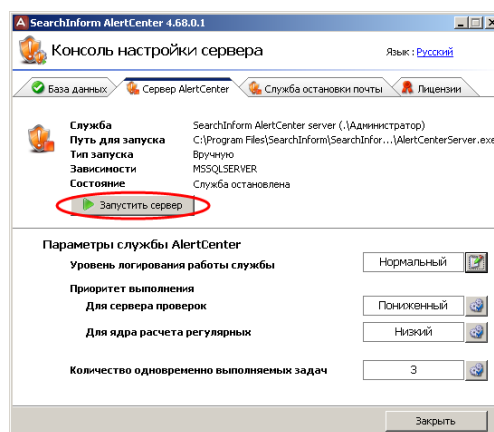 SearchInform AlertCenter 4.68.0.1
Консоль настройки сервера
Язык : Русский
База данных
Сервер AlertCenter
Служба остановки почты
Лицензии
Служба SearchInform AlertCenter server (.\Администратор)
Путь для запуска C:\Program Files\SearchInform\SearchInfor...\AlertCenterServer.exe
Тип запуска Вручную
Зависимости MSSQLSERVER
Состояние Служба остановлена
Запустить сервер
Параметры службы AlertCenter
Уровень логирования работы службы Нормальный
Приоритет выполнения
Для сервера проверок Пониженный
Для ядра расчета регулярных Низкий
Количество одновременно выполняемых задач 3
Закрыть